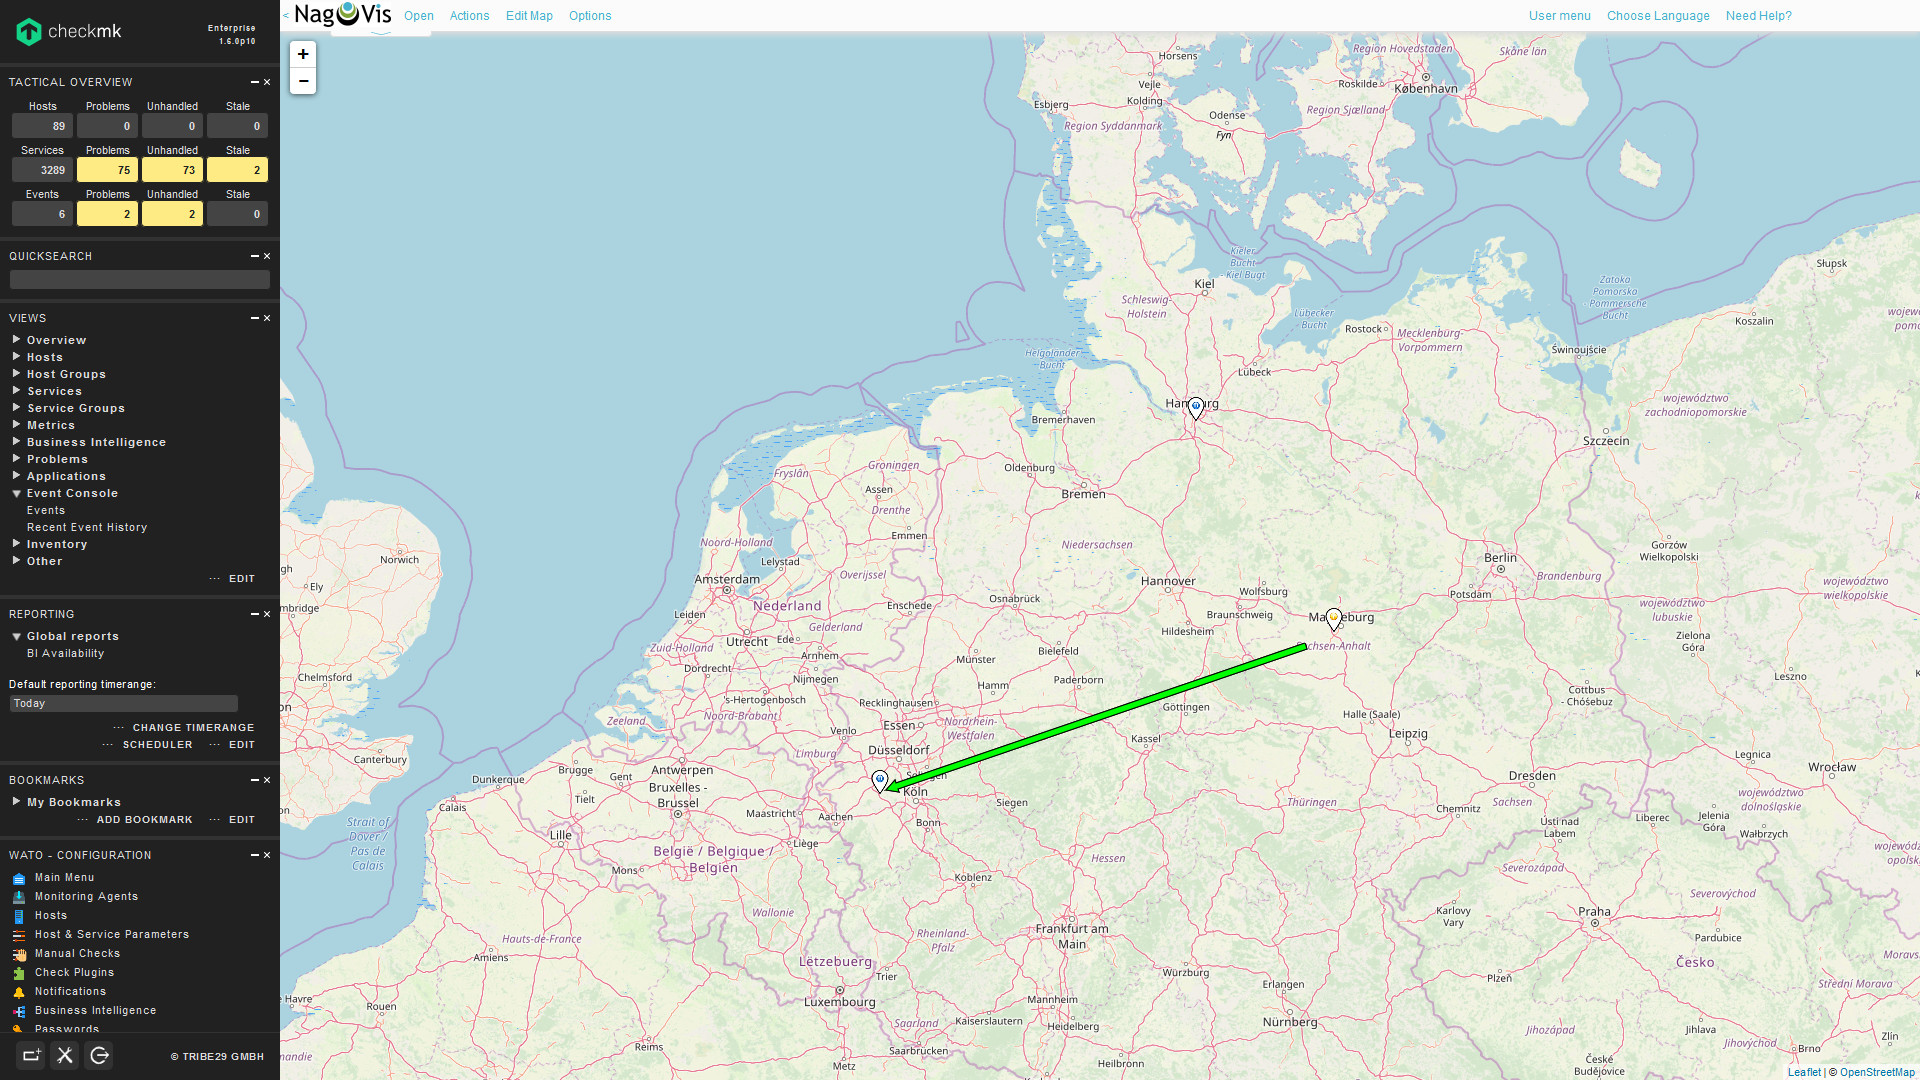 checkmk
Enterprise
1.6.0p10
TACTICAL OVERVIEW
Hosts Problems Unhandled Stale
89 0 0 0
Services Problems Unhandled Stale
3289 75 73 2
Events Problems Unhandled Stale
6 2 2 0
QUICKSEARCH
VIEWS
Overview
Hosts
Host Groups
Services
Service Groups
Metrics
Business Intelligence
Problems
Applications
Event Console
Events
Recent Event History
Inventory
Other
EDIT
REPORTING
Global reports
BI Availability
Default reporting timerange:
Today
CHANGE TIMERANGE
SCHEDULER EDIT
BOOKMARKS
My Bookmarks
ADD BOOKMARK EDIT
WATO - CONFIGURATION
Main Menu
Monitoring Agents
Hosts
Host & Service Parameters
Manual Checks
Check Plugins
Notifications
Business Intelligence
Passwords
© TRIBE29 GMBH
< NagVis Open Actions Edit Map Options
User menu Choose Language Need Help?
+
−
Region Hovedstaden
Skåne län
Horsens
Vejle
Roskilde
København
Kolding
Esbjerg
Odense
Region Sjælland
Region Syddanmark
Fyn
Kieler
Bucht
- Kiel Bugt
Słupsk
Kiel
Zatoka
Pomorska
- Pommersche
Bucht
Schleswig-
Holstein
Lübecker
Bucht
Rostock
Mecklenburg-
Vorpommern
Koszalin
Helgoländer
Bucht
Świnoujście
Lübeck
Bremerhaven
województwo
zachodniopomorskie
Szczecin
Oldenburg
Bremen
Groningen
Fryslân
Assen
Drenthe
Emmen
Niedersachsen
Norwich
Noord-Holland
Lelystad
Overijssel
Gorzów
Wielkopolski
Berlin
Brandenburg
Hannover
Amsterdam
Ely
Nederland
Enschede
Osnabrück
Wolfsburg
Potsdam
województwo
wielkopolskie
Leiden
Braunschweig
województwo
lubuskie
Utrecht
Ede
Gelderland
Hildesheim
Zielona
Góra
Zuid-Holland
Arnhem
Bielefeld
Münster
Dordrecht
Nijmegen
Paderborn
Chelmsford
Hamm
Leszno
Cottbus
- Chóśebuz
's-Hertogenbosch
Recklinghausen
Göttingen
Noord-Brabant
Zeeland
Essen
Nordrhein-
Westfalen
Halle (Saale)
Venlo
Kassel
Leipzig
Düsseldorf
Limburg
Canterbury
Legnica
Wrocław
Brugge
Gent
Antwerpen
Dunkerque
Dresden
Bruxelles -
Brussel
Köln
Calais
Tielt
Siegen
Thüringen
Sachsen
województwo
dolnośląskie
Chemnitz
Maastricht
Aachen
Bonn
Strait of
Dover /
Pas de
Calais
Lille
Liège
Ústí nad
Labem
Liberec
Jelenia
Góra
Wałbrzych
België / Belgique /
Belgien
Hessen
Mons
Koblenz
Severozápad
Severovýchod
Wallonie
Karlovy
Vary
Praha
Rheinland-
Pfalz
Frankfurt am
Main
Pardubice
Hauts-de-France
Amiens
Lëtzebuerg
Trier
Würzburg
Česko
Plzeň
Erlangen
Střední Morava
Luxembourg
Mannheim
Rouen
Saarland
Kaiserslautern
Heidelberg
Nürnberg
Jihozápad
Jihlava
Zlín
Reims
Saarbrücken
Jihovýchod
Brno
Metz
Heilbronn
České
Budějovice
Leaflet | © OpenStreetMap